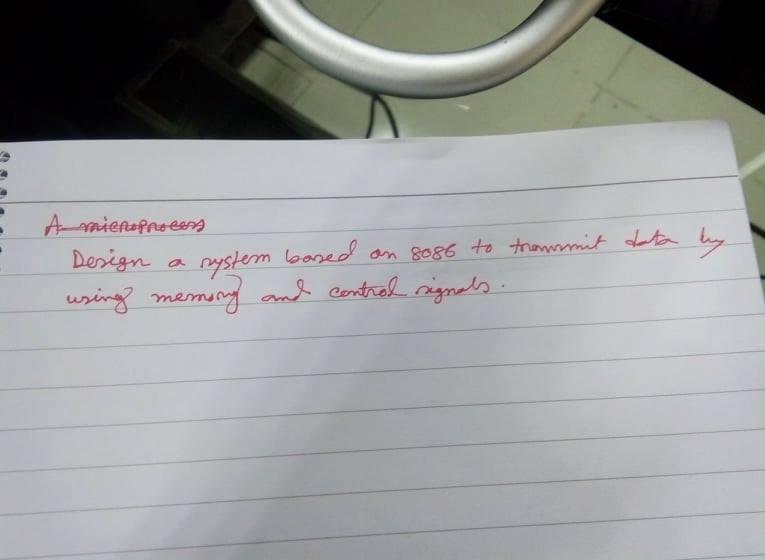 A microprocess
Design a system based on 8086 to transmit data by
using memory and control signals.